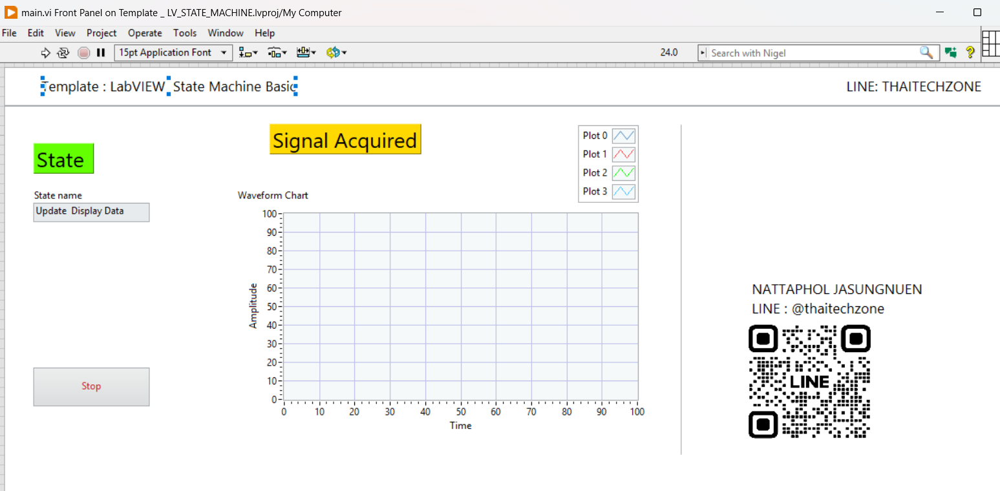 main.vi Front Panel on Template _ LV_STATE_MACHINE.lvproj/My Computer
File Edit View Project Operate Tools Window Help
15pt Application Font
24.0
Search with Nigel
Template : LabVIEW_State Machine Basic
LINE: THAITECHZONE
Signal Acquired
State
Plot 0
Plot 1
Plot 2
Plot 3
State name
Update  Display Data
Waveform Chart
100
90
80
70
60
50
40
30
20
10
0
Amplitude
0 10 20 30 40 50 60 70 80 90 100
Time
Stop
NATTAPHOL JASUNGNUEN
LINE : @thaitechzone
LINE